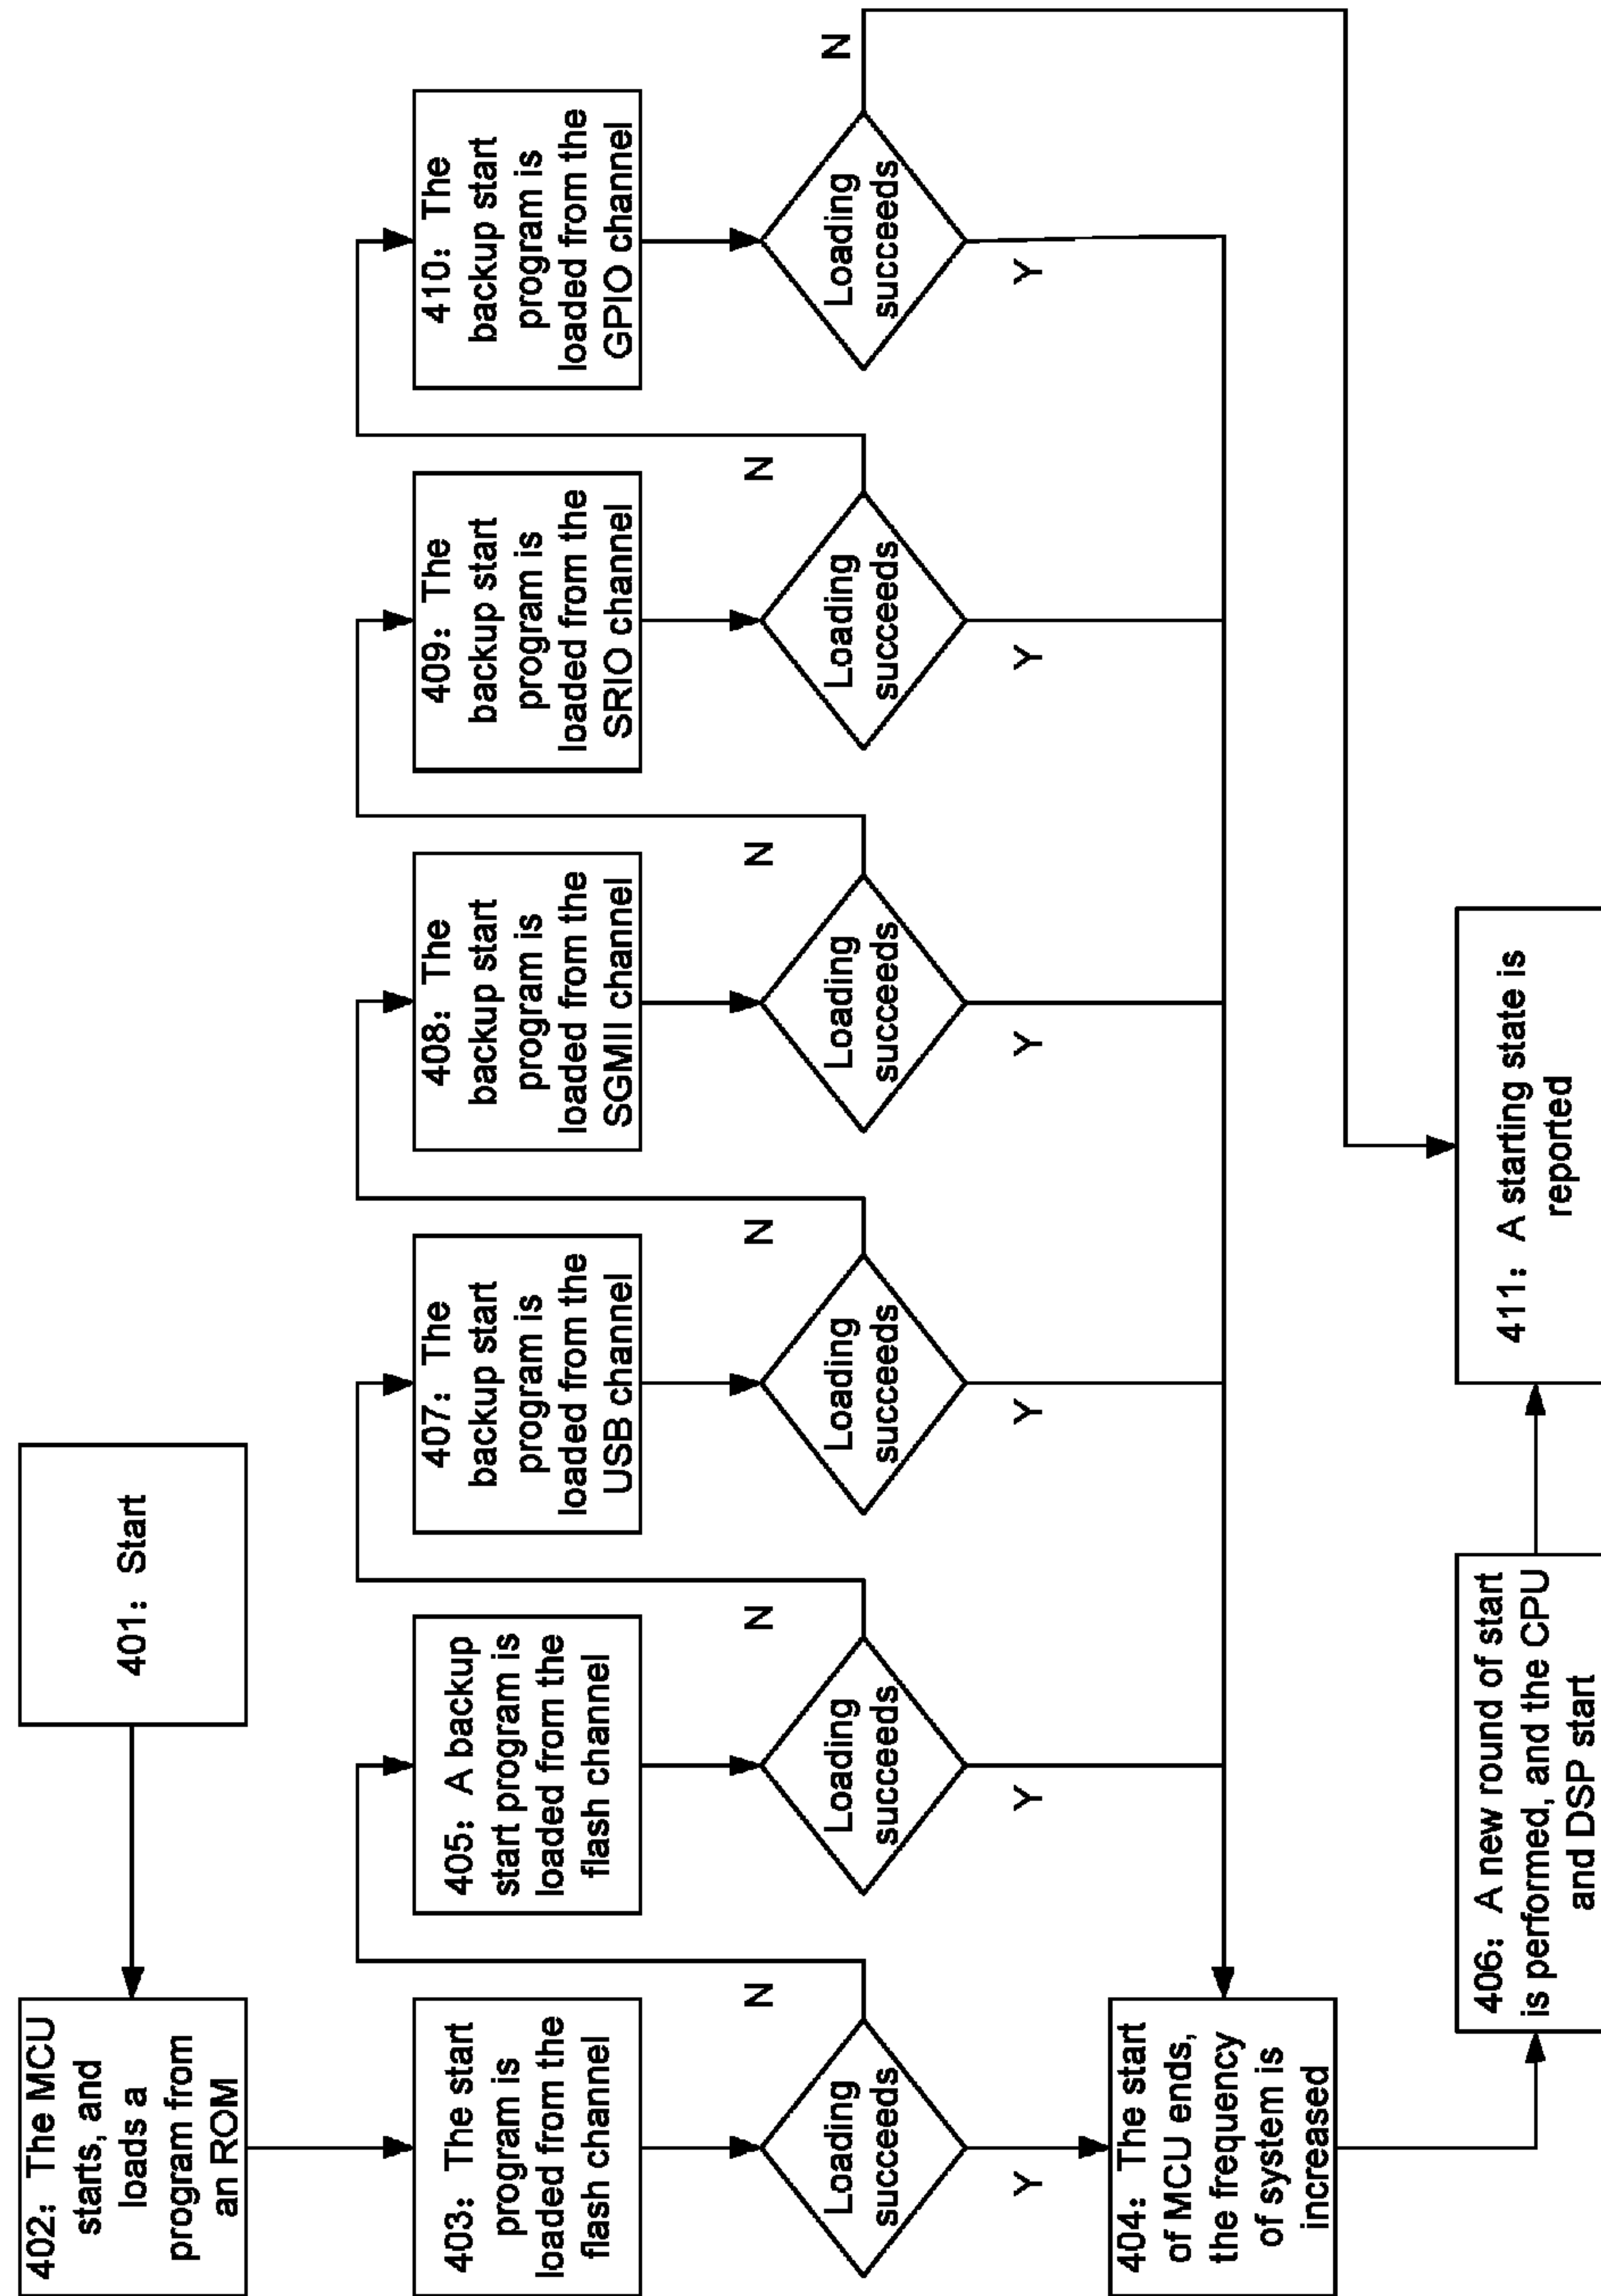 401: Start
402: The MCU
starts, and
loads a
program from
an ROM
403: The start
program is
loaded from the
flash channel
405: A backup
start program is
loaded from the
flash channel
407: The
backup start
program is
loaded from the
USB channel
408: The
backup start
program is
loaded from the
SGMII channel
409: The
backup start
program is
loaded from the
SRIO channel
410: The
backup start
program is
loaded from the
GPIO channel
N
N
N
N
N
N
Loading
succeeds
Loading
succeeds
Loading
succeeds
Loading
succeeds
Loading
succeeds
Loading
succeeds
Y
Y
Y
Y
Y
Y
404: The start
of MCU ends,
the frequency
of system is
increased
406: A new round of start
is performed, and the CPU
and DSP start
411: A starting state is
reported